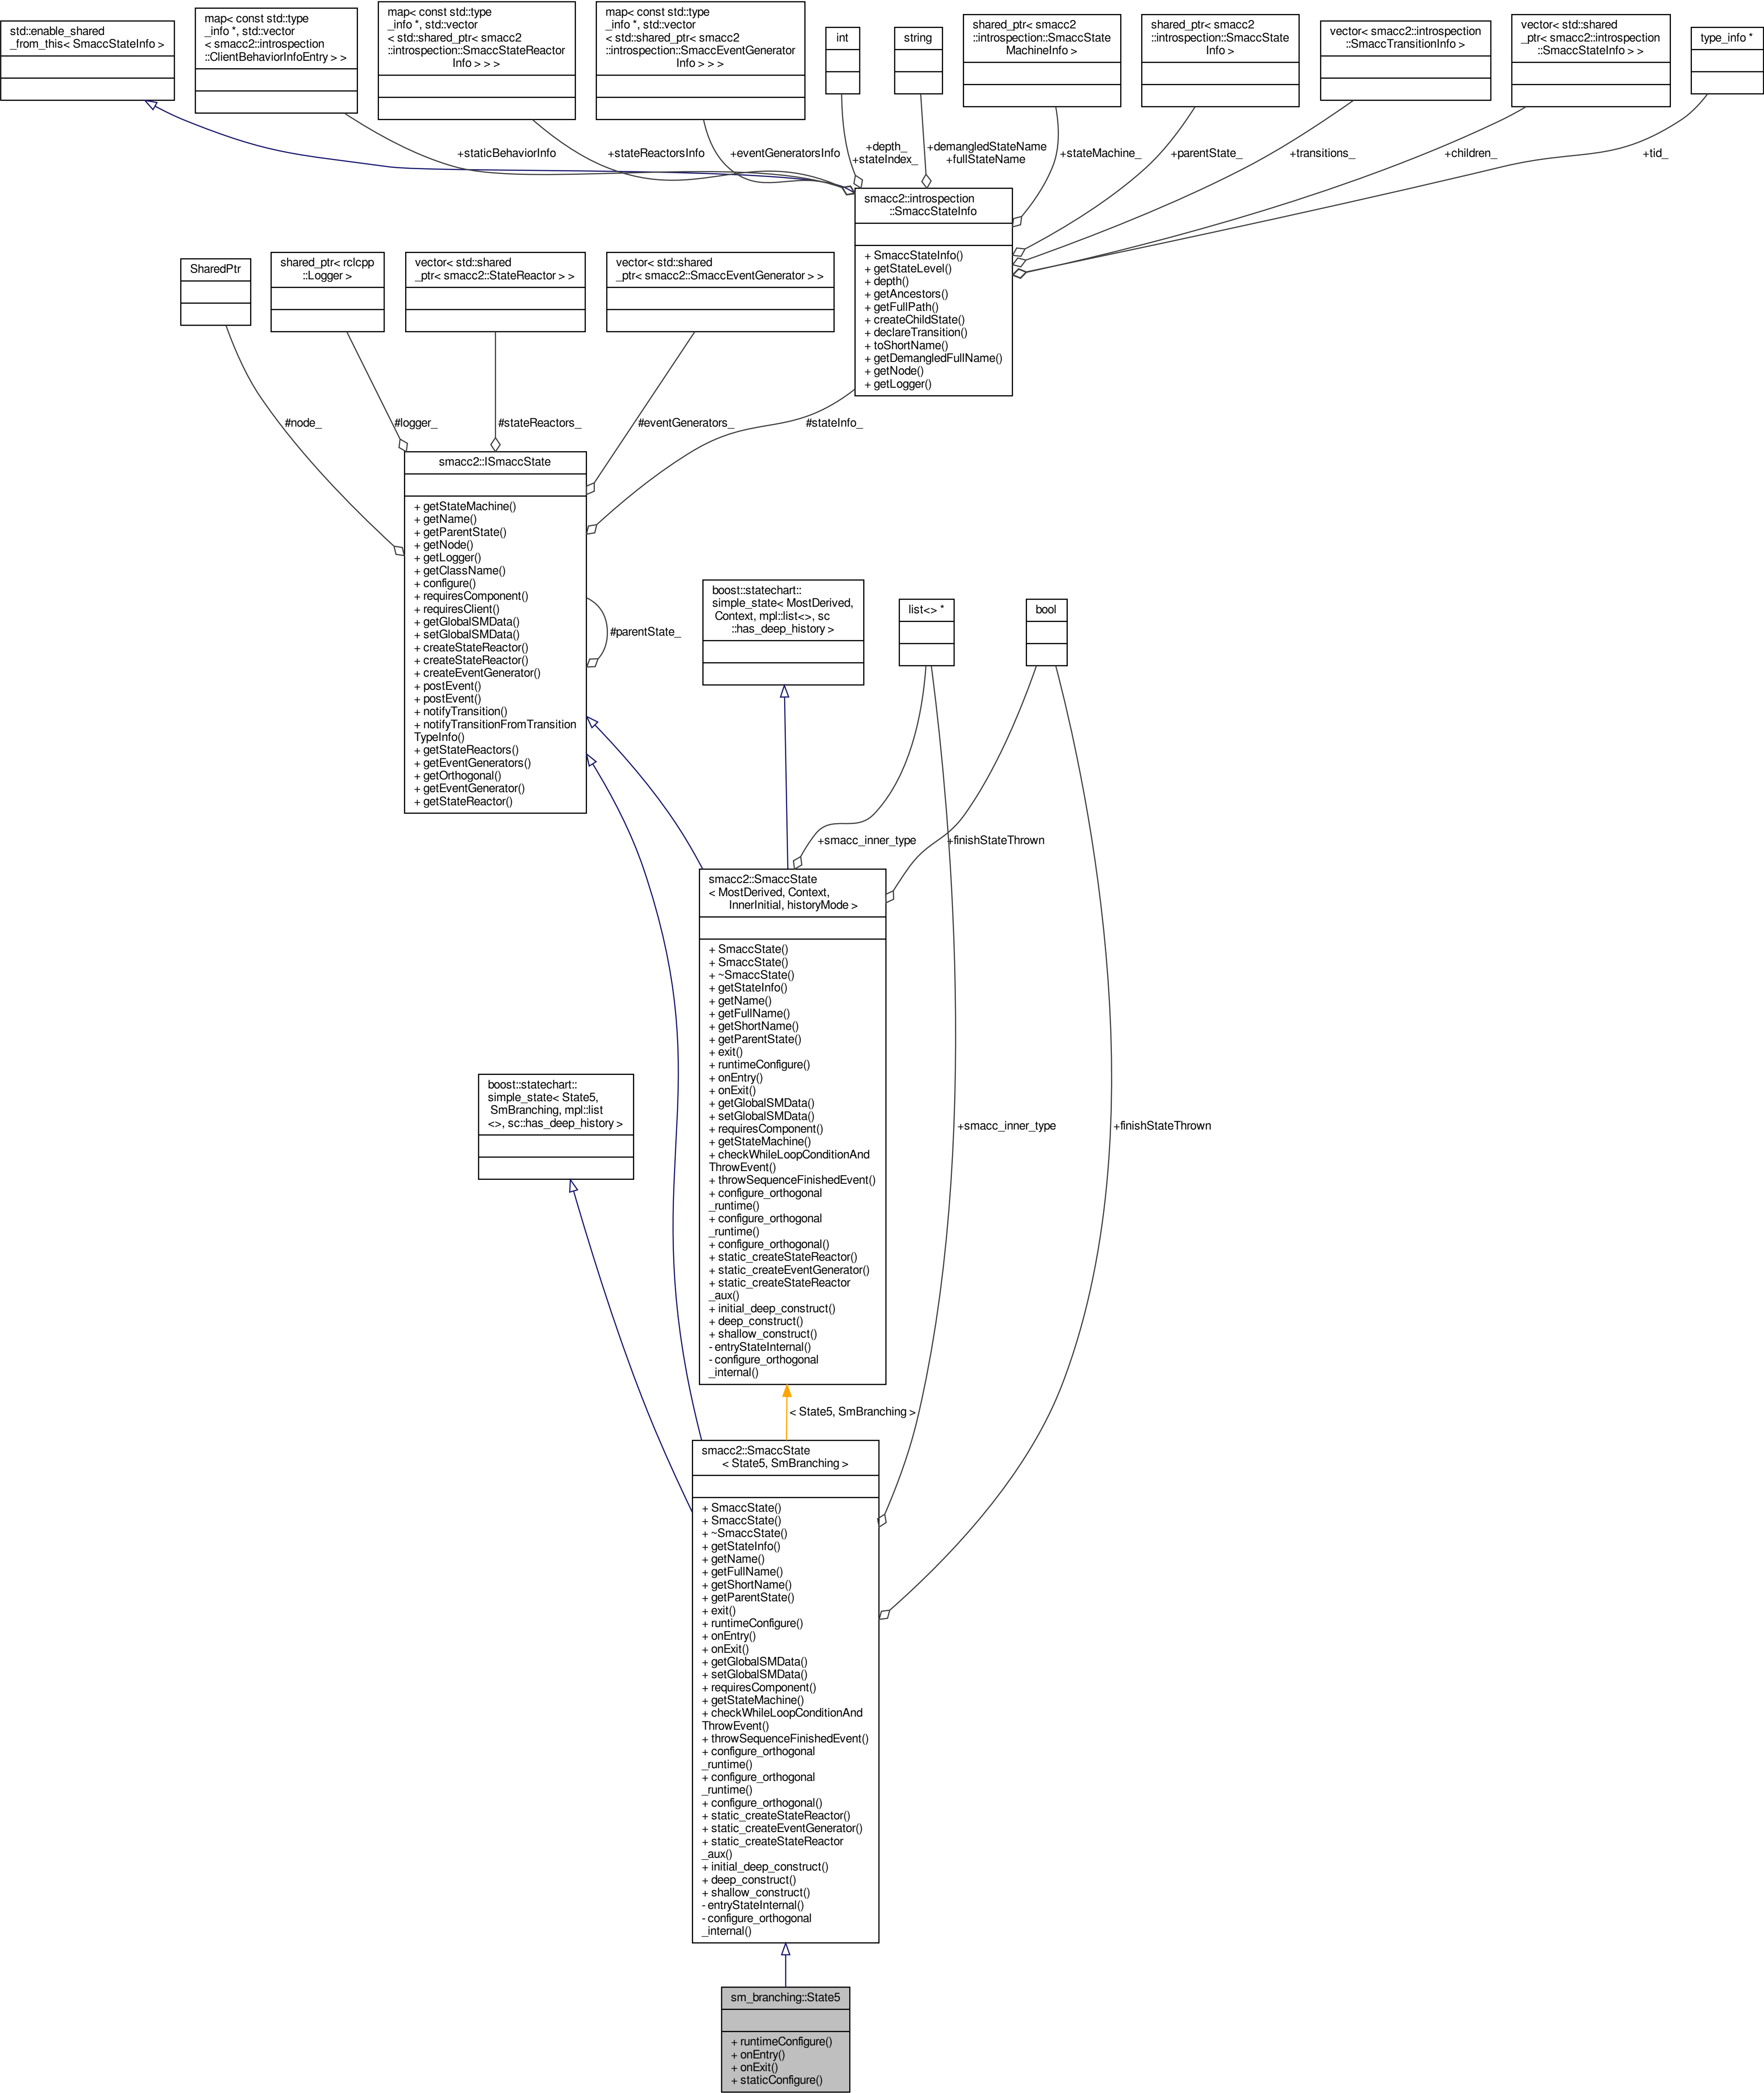 std::enable_shared
_from_this< SmaccStateInfo >
map< const std::type
_info *, std::vector
< smacc2::introspection
::ClientBehaviorInfoEntry > >
map< const std::type
_info *, std::vector
< std::shared_ptr< smacc2
::introspection::SmaccStateReactor
Info > > >
map< const std::type
_info *, std::vector
< std::shared_ptr< smacc2
::introspection::SmaccEventGenerator
Info > > >
int
string
shared_ptr< smacc2
::introspection::SmaccState
MachineInfo >
shared_ptr< smacc2
::introspection::SmaccState
Info >
vector< smacc2::introspection
::SmaccTransitionInfo >
vector< std::shared
_ptr< smacc2::introspection
::SmaccStateInfo > >
type_info *
+staticBehaviorInfo
+stateReactorsInfo
+eventGeneratorsInfo
+depth_
+stateIndex_
+demangledStateName
+fullStateName
+stateMachine_
+parentState_
+transitions_
+children_
+tid_
smacc2::introspection
::SmaccStateInfo
+ SmaccStateInfo()
+ getStateLevel()
+ depth()
+ getAncestors()
+ getFullPath()
+ createChildState()
+ declareTransition()
+ toShortName()
+ getDemangledFullName()
+ getNode()
+ getLogger()
SharedPtr
shared_ptr< rclcpp
::Logger >
vector< std::shared
_ptr< smacc2::StateReactor > >
vector< std::shared
_ptr< smacc2::SmaccEventGenerator > >
#node_
#logger_
#stateReactors_
#eventGenerators_
#stateInfo_
smacc2::ISmaccState
+ getStateMachine()
+ getName()
+ getParentState()
+ getNode()
+ getLogger()
+ getClassName()
+ configure()
+ requiresComponent()
+ requiresClient()
+ getGlobalSMData()
+ setGlobalSMData()
+ createStateReactor()
+ createStateReactor()
+ createEventGenerator()
+ postEvent()
+ postEvent()
+ notifyTransition()
+ notifyTransitionFromTransition
TypeInfo()
+ getStateReactors()
+ getEventGenerators()
+ getOrthogonal()
+ getEventGenerator()
+ getStateReactor()
#parentState_
boost::statechart::
simple_state< MostDerived,
Context, mpl::list<>, sc
::has_deep_history >
list<> *
bool
+smacc_inner_type
+finishStateThrown
smacc2::SmaccState
< MostDerived, Context,
InnerInitial, historyMode >
+ SmaccState()
+ SmaccState()
+ ~SmaccState()
+ getStateInfo()
+ getName()
+ getFullName()
+ getShortName()
+ getParentState()
+ exit()
+ runtimeConfigure()
+ onEntry()
+ onExit()
+ getGlobalSMData()
+ setGlobalSMData()
+ requiresComponent()
+ getStateMachine()
+ checkWhileLoopConditionAnd
ThrowEvent()
+ throwSequenceFinishedEvent()
+ configure_orthogonal
_runtime()
+ configure_orthogonal
_runtime()
+ configure_orthogonal()
+ static_createStateReactor()
+ static_createEventGenerator()
+ static_createStateReactor
_aux()
+ initial_deep_construct()
+ deep_construct()
+ shallow_construct()
- entryStateInternal()
- configure_orthogonal
_internal()
boost::statechart::
simple_state< State5,
SmBranching, mpl::list
<>, sc::has_deep_history >
+smacc_inner_type
+finishStateThrown
< State5, SmBranching >
smacc2::SmaccState
< State5, SmBranching >
+ SmaccState()
+ SmaccState()
+ ~SmaccState()
+ getStateInfo()
+ getName()
+ getFullName()
+ getShortName()
+ getParentState()
+ exit()
+ runtimeConfigure()
+ onEntry()
+ onExit()
+ getGlobalSMData()
+ setGlobalSMData()
+ requiresComponent()
+ getStateMachine()
+ checkWhileLoopConditionAnd
ThrowEvent()
+ throwSequenceFinishedEvent()
+ configure_orthogonal
_runtime()
+ configure_orthogonal
_runtime()
+ configure_orthogonal()
+ static_createStateReactor()
+ static_createEventGenerator()
+ static_createStateReactor
_aux()
+ initial_deep_construct()
+ deep_construct()
+ shallow_construct()
- entryStateInternal()
- configure_orthogonal
_internal()
sm_branching::State5
+ runtimeConfigure()
+ onEntry()
+ onExit()
+ staticConfigure()